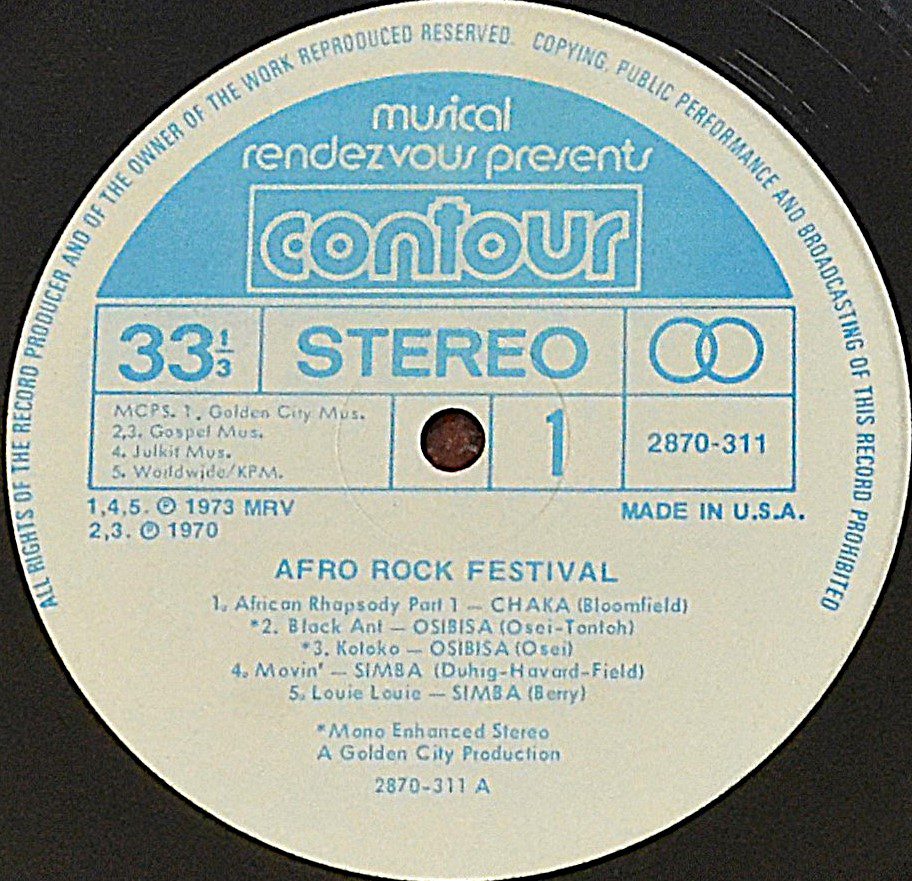 ALL RIGHTS OF THE RECORD PRODUCER AND OF THE OWNER OF THE WORK REPRODUCED RESERVED. COPYING, PUBLIC PERFORMANCE AND BROADCASTING OF THIS RECORD PROHIBITED
musical
rendezvous presents
contour
33 1/3
STEREO
MCPS. 1. Golden City Mus.
2,3. Gospel Mus.
4. Julkit Mus.
5. Worldwide/KPM.
1
2870-311
1,4,5. Ⓟ 1973 MRV
2,3. Ⓟ 1970
MADE IN U.S.A.
AFRO ROCK FESTIVAL
1. African Rhapsody Part 1 — CHAKA (Bloomfield)
*2. Black Ant — OSIBISA (Osei-Tontoh)
*3. Koloko — OSIBISA (Osei)
4. Movin' — SIMBA (Duhig-Havard-Field)
5. Louie Louie — SIMBA (Berry)
*Mono Enhanced Stereo
A Golden City Production
2870-311 A